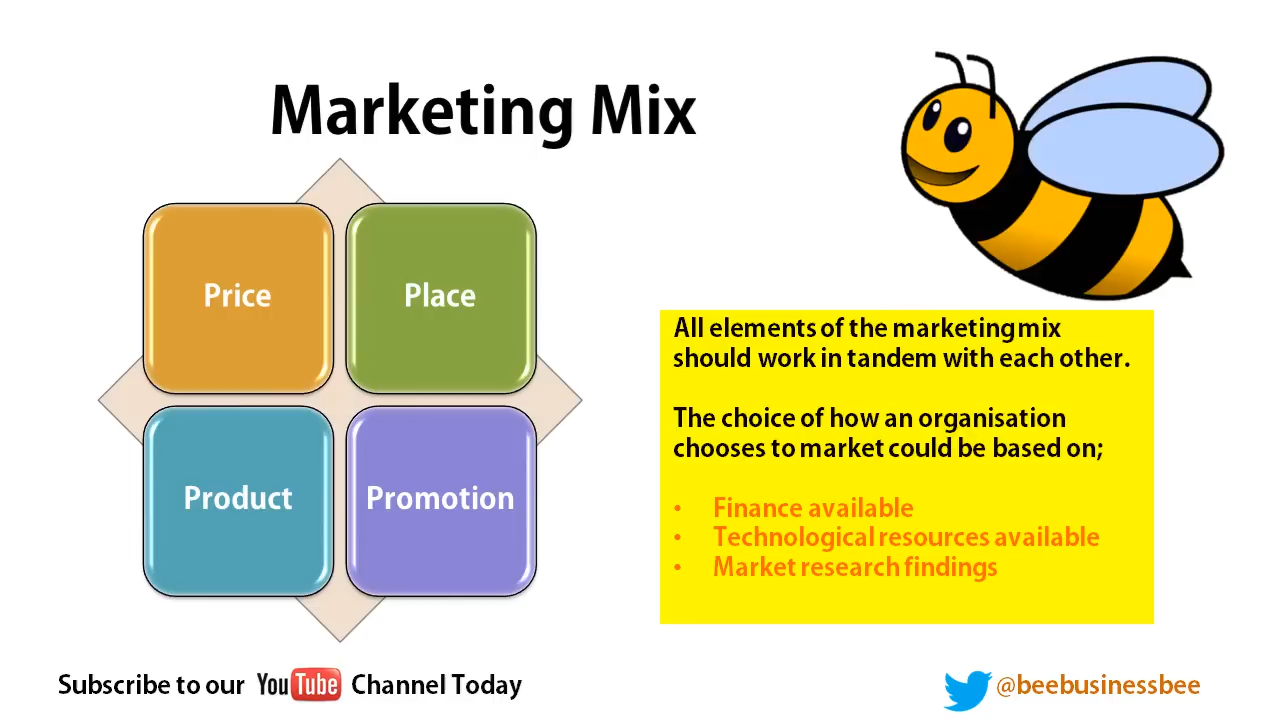 Marketing Mix
Price
Place
Product
Promotion
All elements of the marketing mix
should work in tandem with each other.
The choice of how an organisation
chooses to market could be based on;
• Finance available
• Technological resources available
• Market research findings
Subscribe to our YouTube Channel Today
@beebusinessbee